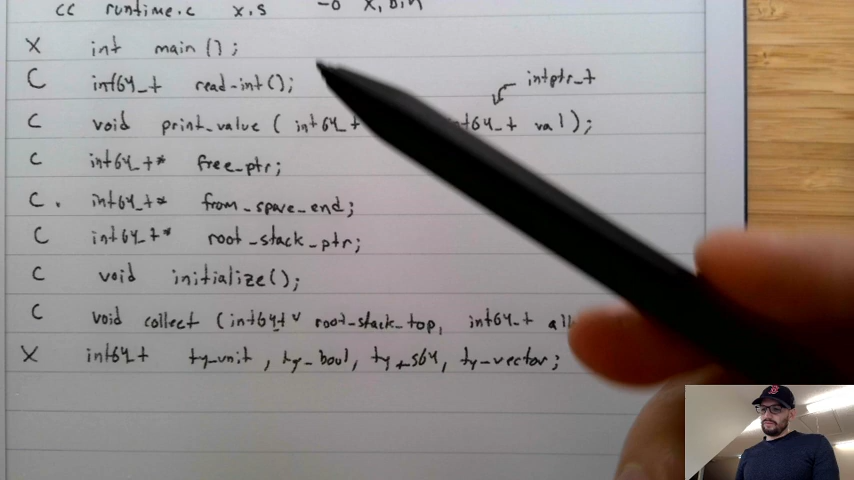 cc runtime.c x.s -o x.bin
X int main();
C int64_t read-int();
intptr_t
C void print_value ( int64_t int64_t val);
C int64_t* free_ptr;
C . int64_t* from_space_end;
C int64_t* root_stack_ptr;
C void initialize();
C void collect (int64_t* root_stack_top, int64_t
X int64_t ty_unit, ty_bool, ty_s64, ty_vector;